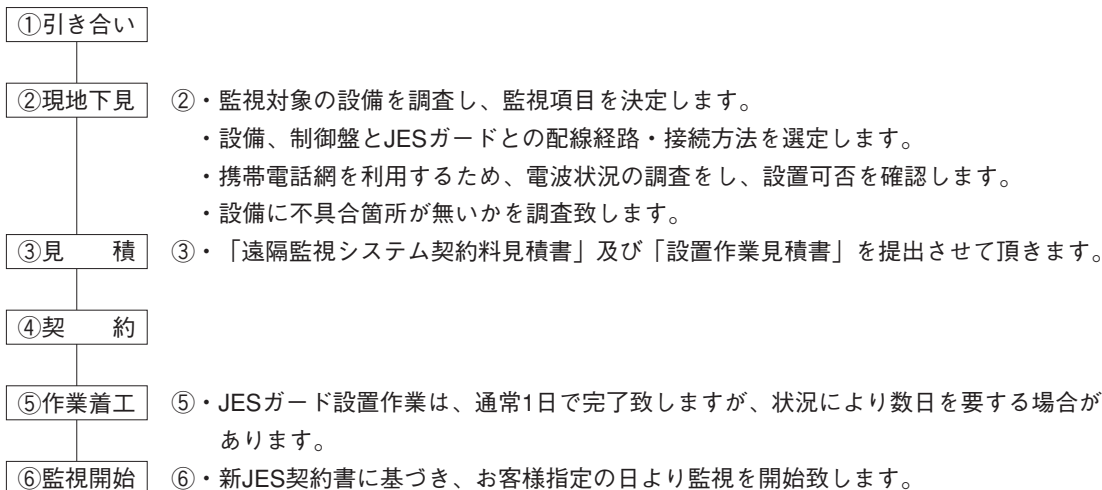 ①引き合い
②現地下見 ②・監視対象の設備を調査し、監視項目を決定します。
・設備、制御盤とJESガードとの配線経路・接続方法を選定します。
・携帯電話網を利用するため、電波状況の調査をし、設置可否を確認します。
・設備に不具合箇所が無いかを調査致します。
③見　　積 ③・「遠隔監視システム契約料見積書」及び「設置作業見積書」を提出させて頂きます。
④契　　約
⑤作業着工 ⑤・JESガード設置作業は、通常1日で完了致しますが、状況により数日を要する場合が
あります。
⑥監視開始 ⑥・新JES契約書に基づき、お客様指定の日より監視を開始致します。